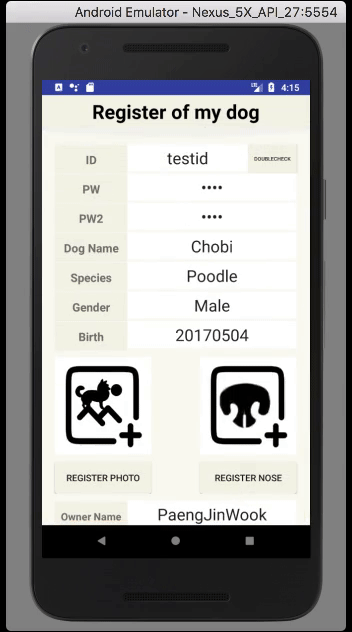 Android Emulator - Nexus_5X_API_27:5554
LTE 4:15
Register of my dog
ID testid DOUBLECHECK
PW ••••
PW2 ••••
Dog Name Chobi
Species Poodle
Gender Male
Birth 20170504
REGISTER PHOTO REGISTER NOSE
Owner Name PaengJinWook